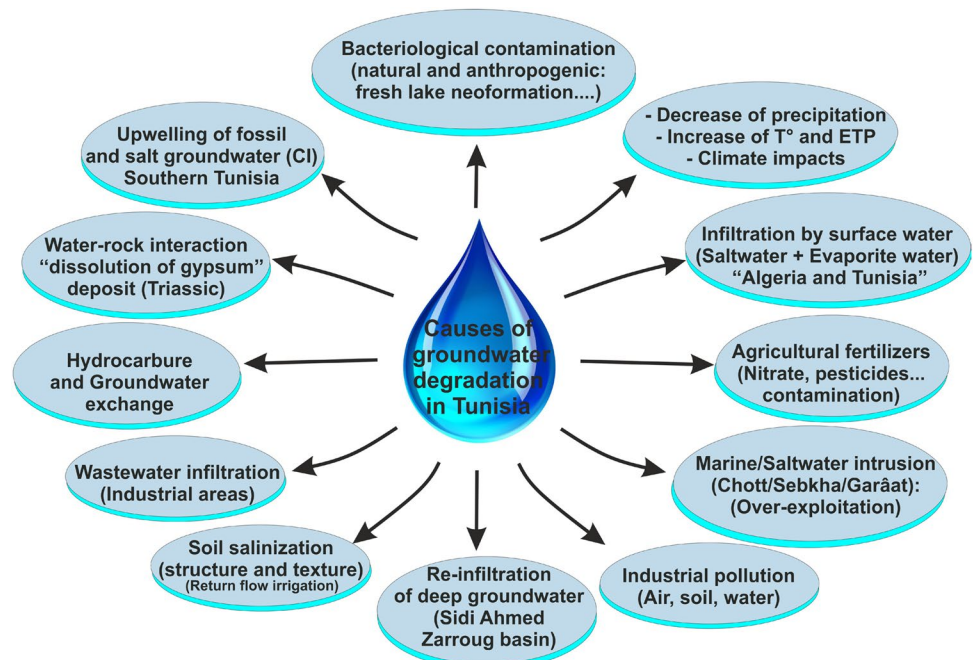 Bacteriological contamination
(natural and anthropogenic:
fresh lake neoformation....)
- Decrease of precipitation
- Increase of T° and ETP
- Climate impacts
Infiltration by surface water
(Saltwater + Evaporite water)
“Algeria and Tunisia”
Agricultural fertilizers
(Nitrate, pesticides...
contamination)
Marine/Saltwater intrusion
(Chott/Sebkha/Garâat):
(Over-exploitation)
Industrial pollution
(Air, soil, water)
Re-infiltration
of deep groundwater
(Sidi Ahmed
Zarroug basin)
Soil salinization
(structure and texture)
(Return flow irrigation)
Wastewater infiltration
(Industrial areas)
Hydrocarbure
and Groundwater
exchange
Water-rock interaction
“dissolution of gypsum”
deposit (Triassic)
Upwelling of fossil
and salt groundwater (CI)
Southern Tunisia
Causes of
groundwater
degradation
in Tunisia